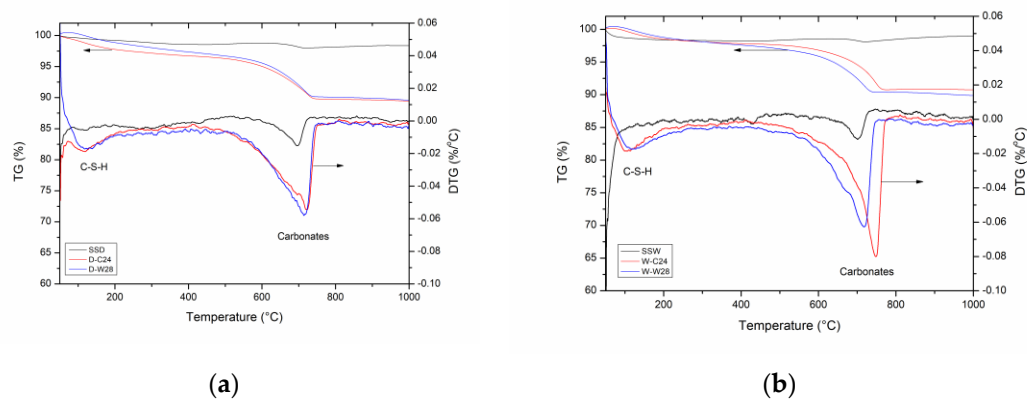 100
95
90
85
80
75
70
65
60
TG (%)
0.06
0.04
0.02
0.00
-0.02
-0.04
-0.06
-0.08
-0.10
DTG (%/°C)
C-S-H
Carbonates
SSD
D-C24
D-W28
200
400
600
800
1000
Temperature (°C)
(a)
100
95
90
85
80
75
70
65
60
TG (%)
0.06
0.04
0.02
0.00
-0.02
-0.04
-0.06
-0.08
-0.10
DTG (%/°C)
C-S-H
Carbonates
SSW
W-C24
W-W28
200
400
600
800
1000
Temperature (°C)
(b)